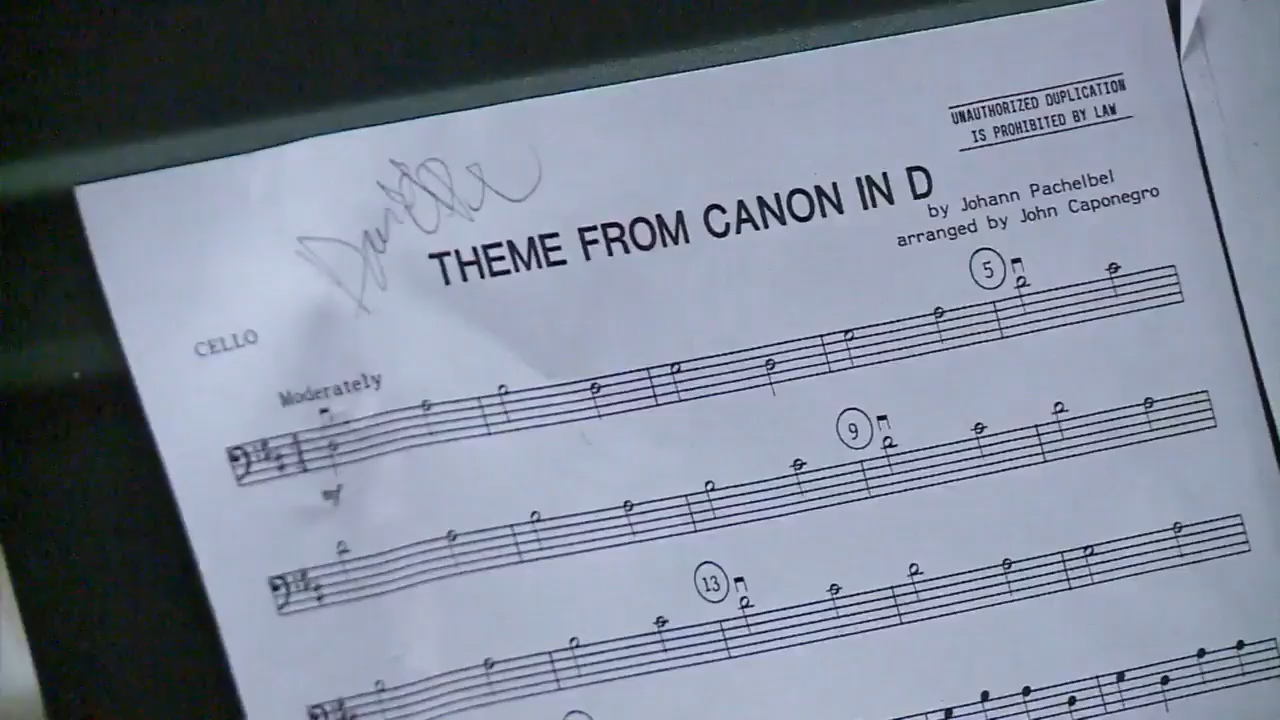 UNAUTHORIZED DUPLICATION
IS PROHIBITED BY LAW
THEME FROM CANON IN D
by Johann Pachelbel
arranged by John Caponegro
CELLO
Moderately
5
mf
9
13